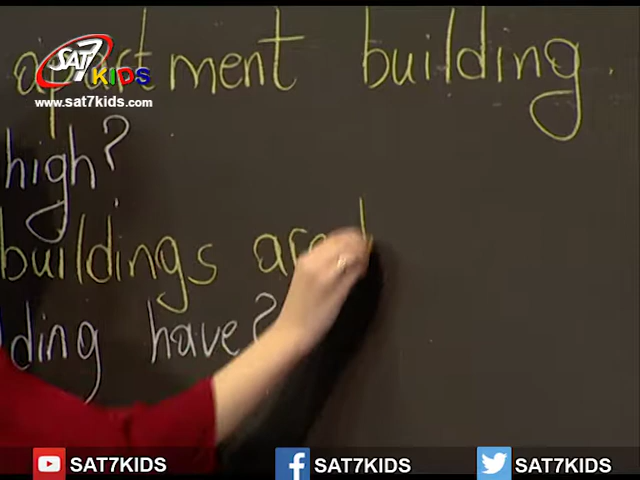 apartment building.
SAT7
KIDS
www.sat7kids.com
high?
buildings are
ding have?
SAT7KIDS
SAT7KIDS
SAT7KIDS